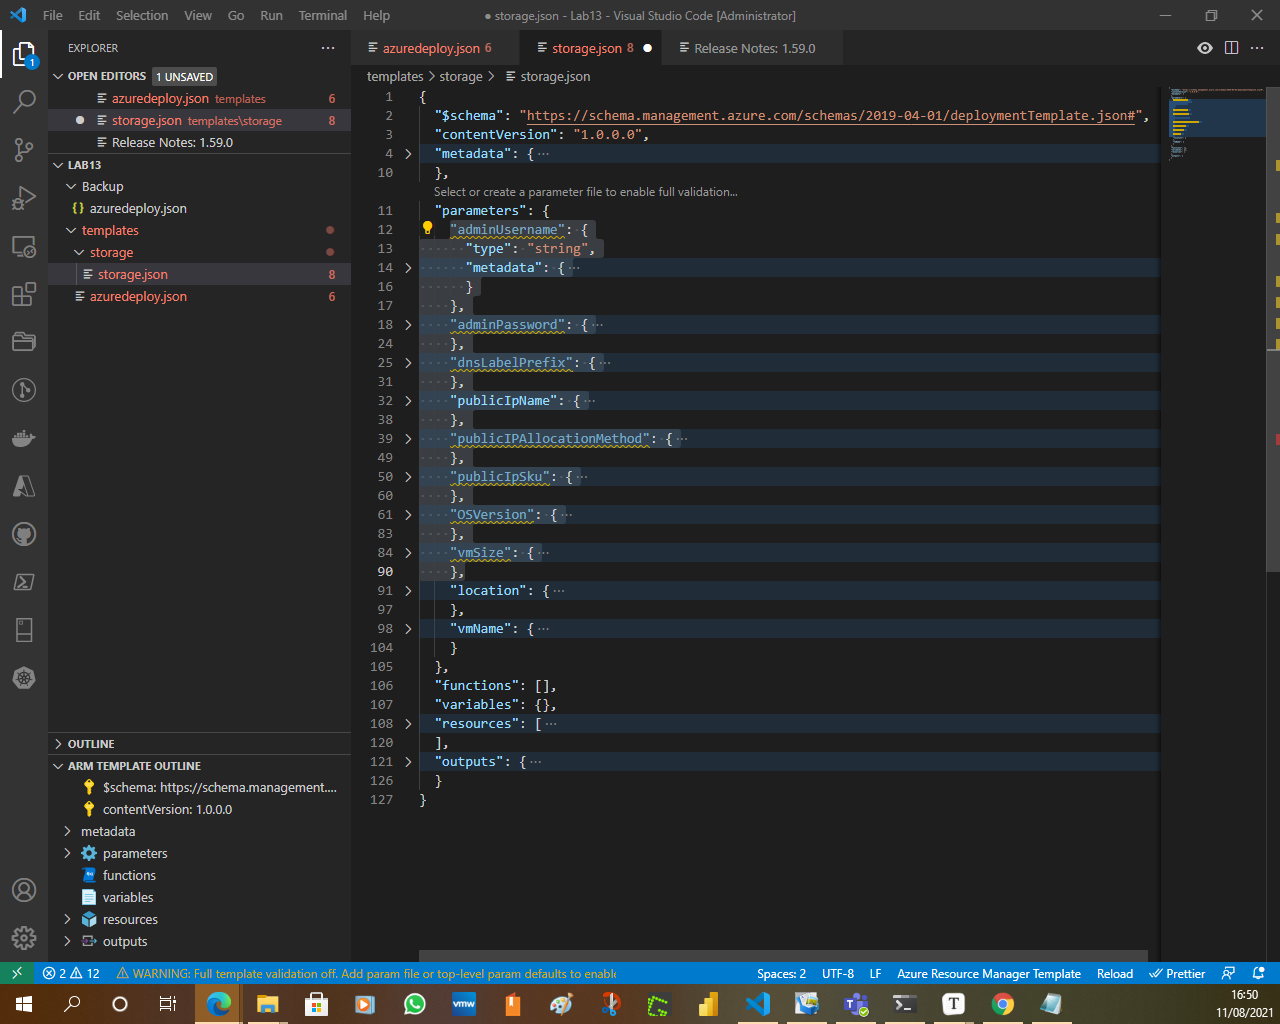 File Edit Selection View Go Run Terminal Help
● storage.json - Lab13 - Visual Studio Code [Administrator]
EXPLORER
OPEN EDITORS 1 UNSAVED
azuredeploy.json templates 6
storage.json templates\storage 8
Release Notes: 1.59.0
LAB13
Backup
azuredeploy.json
templates
storage
storage.json 8
azuredeploy.json 6
OUTLINE
ARM TEMPLATE OUTLINE
$schema: https://schema.management....
contentVersion: 1.0.0.0
metadata
parameters
functions
variables
resources
outputs
azuredeploy.json 6
storage.json 8
Release Notes: 1.59.0
templates > storage > storage.json
1 {
2 "$schema": "https://schema.management.azure.com/schemas/2019-04-01/deploymentTemplate.json#",
3 "contentVersion": "1.0.0.0",
4 "metadata": { ...
10 },
Select or create a parameter file to enable full validation...
11 "parameters": {
12 "adminUsername": {
13 "type": "string",
14 "metadata": { ...
16 }
17 },
18 "adminPassword": { ...
24 },
25 "dnsLabelPrefix": { ...
31 },
32 "publicIpName": { ...
38 },
39 "publicIPAllocationMethod": { ...
49 },
50 "publicIpSku": { ...
60 },
61 "OSVersion": { ...
83 },
84 "vmSize": { ...
90 },
91 "location": { ...
97 },
98 "vmName": { ...
104 }
105 },
106 "functions": [],
107 "variables": {},
108 "resources": [ ...
120 ],
121 "outputs": { ...
126 }
127 }
1
2 12 WARNING: Full template validation off. Add param file or top-level param defaults to enable
Spaces: 2 UTF-8 LF Azure Resource Manager Template Reload Prettier
vmw
T
16:50
11/08/2021